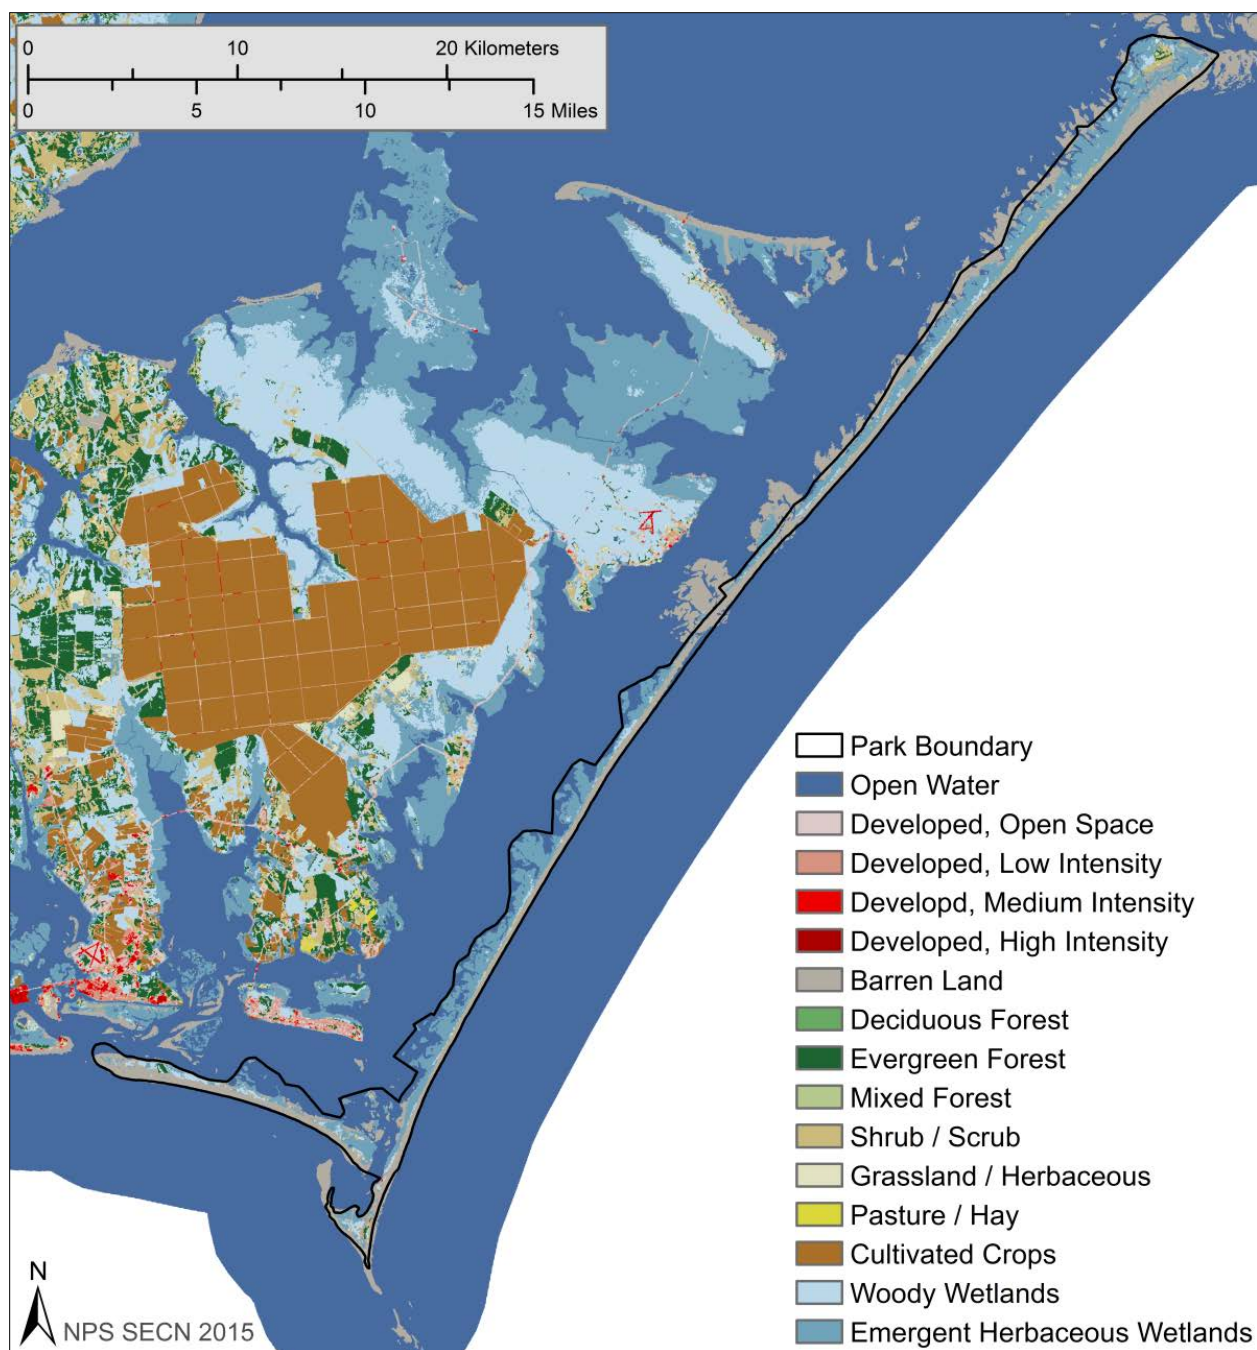 0 10 20 Kilometers
0 5 10 15 Miles
Park Boundary
Open Water
Developed, Open Space
Developed, Low Intensity
Developd, Medium Intensity
Developed, High Intensity
Barren Land
Deciduous Forest
Evergreen Forest
Mixed Forest
Shrub / Scrub
Grassland / Herbaceous
Pasture / Hay
Cultivated Crops
Woody Wetlands
Emergent Herbaceous Wetlands
N
NPS SECN 2015